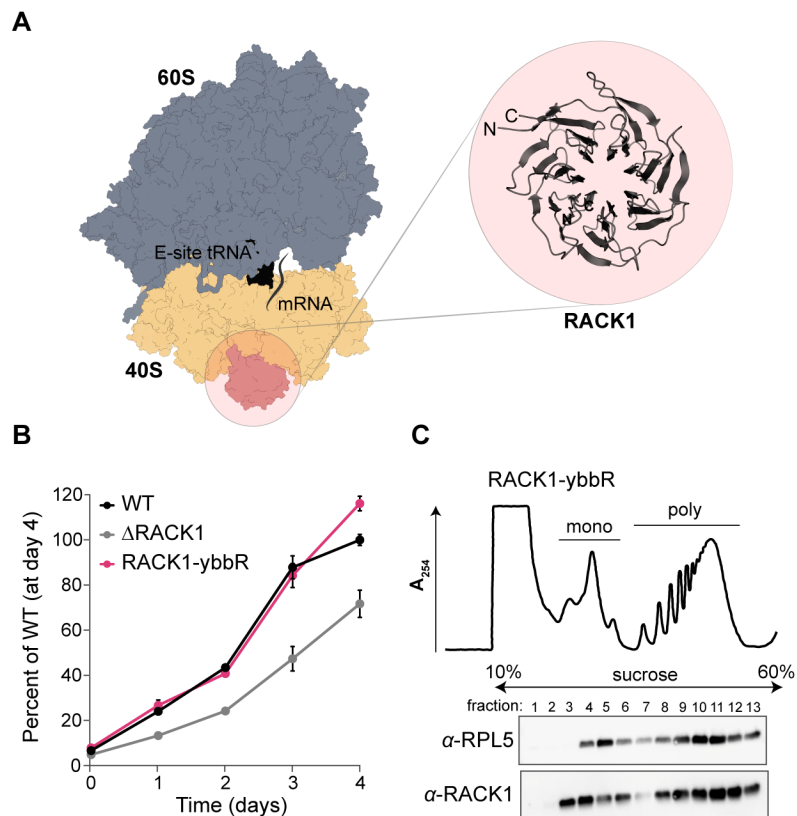 A
60S
E-site tRNA
mRNA
40S
N
C
N
C
RACK1
B
120
100
80
60
40
20
0
Percent of WT (at day 4)
WT
ΔRACK1
RACK1-ybbR
0 1 2 3 4
Time (days)
C
RACK1-ybbR
mono
poly
A254
10% sucrose 60%
fraction: 1 2 3 4 5 6 7 8 9 10 11 12 13
α-RPL5
α-RACK1